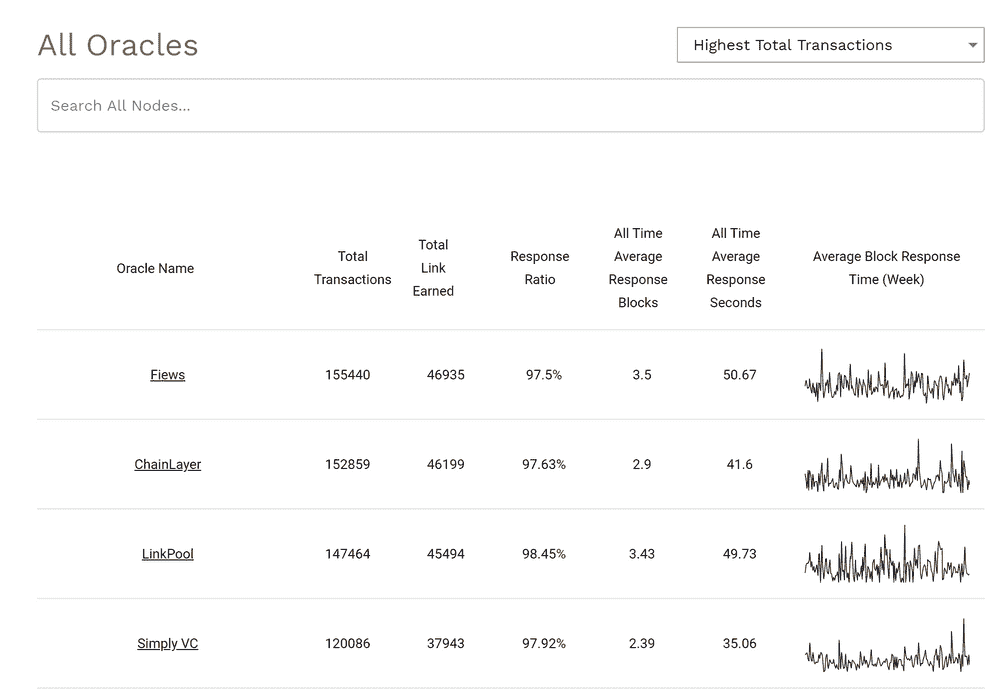 All Oracles
Highest Total Transactions
Search All Nodes...
Oracle Name
Total
Transactions
Total
Link
Earned
Response
Ratio
All Time
Average
Response
Blocks
All Time
Average
Response
Seconds
Average Block Response
Time (Week)
Fiews 155440 46935 97.5% 3.5 50.67
ChainLayer 152859 46199 97.63% 2.9 41.6
LinkPool 147464 45494 98.45% 3.43 49.73
Simply VC 120086 37943 97.92% 2.39 35.06